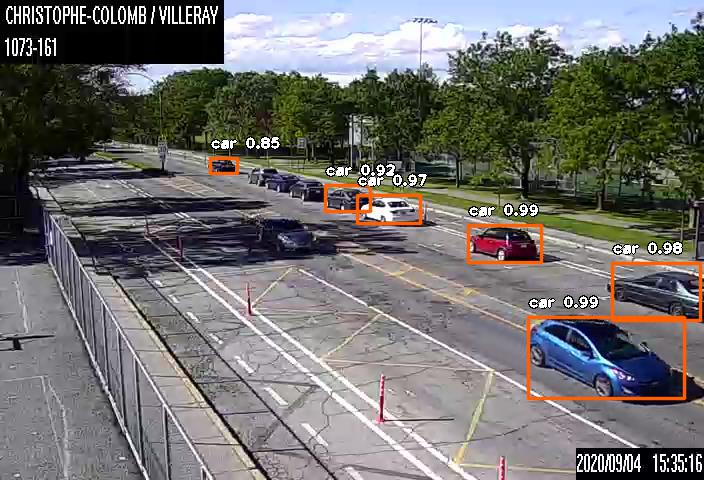 CHRISTOPHE-COLOMB / VILLERAY
1073-161
car 0.85
car 0.92
car 0.97
car 0.99
car 0.98
car 0.99
2020/09/04 15:35:16